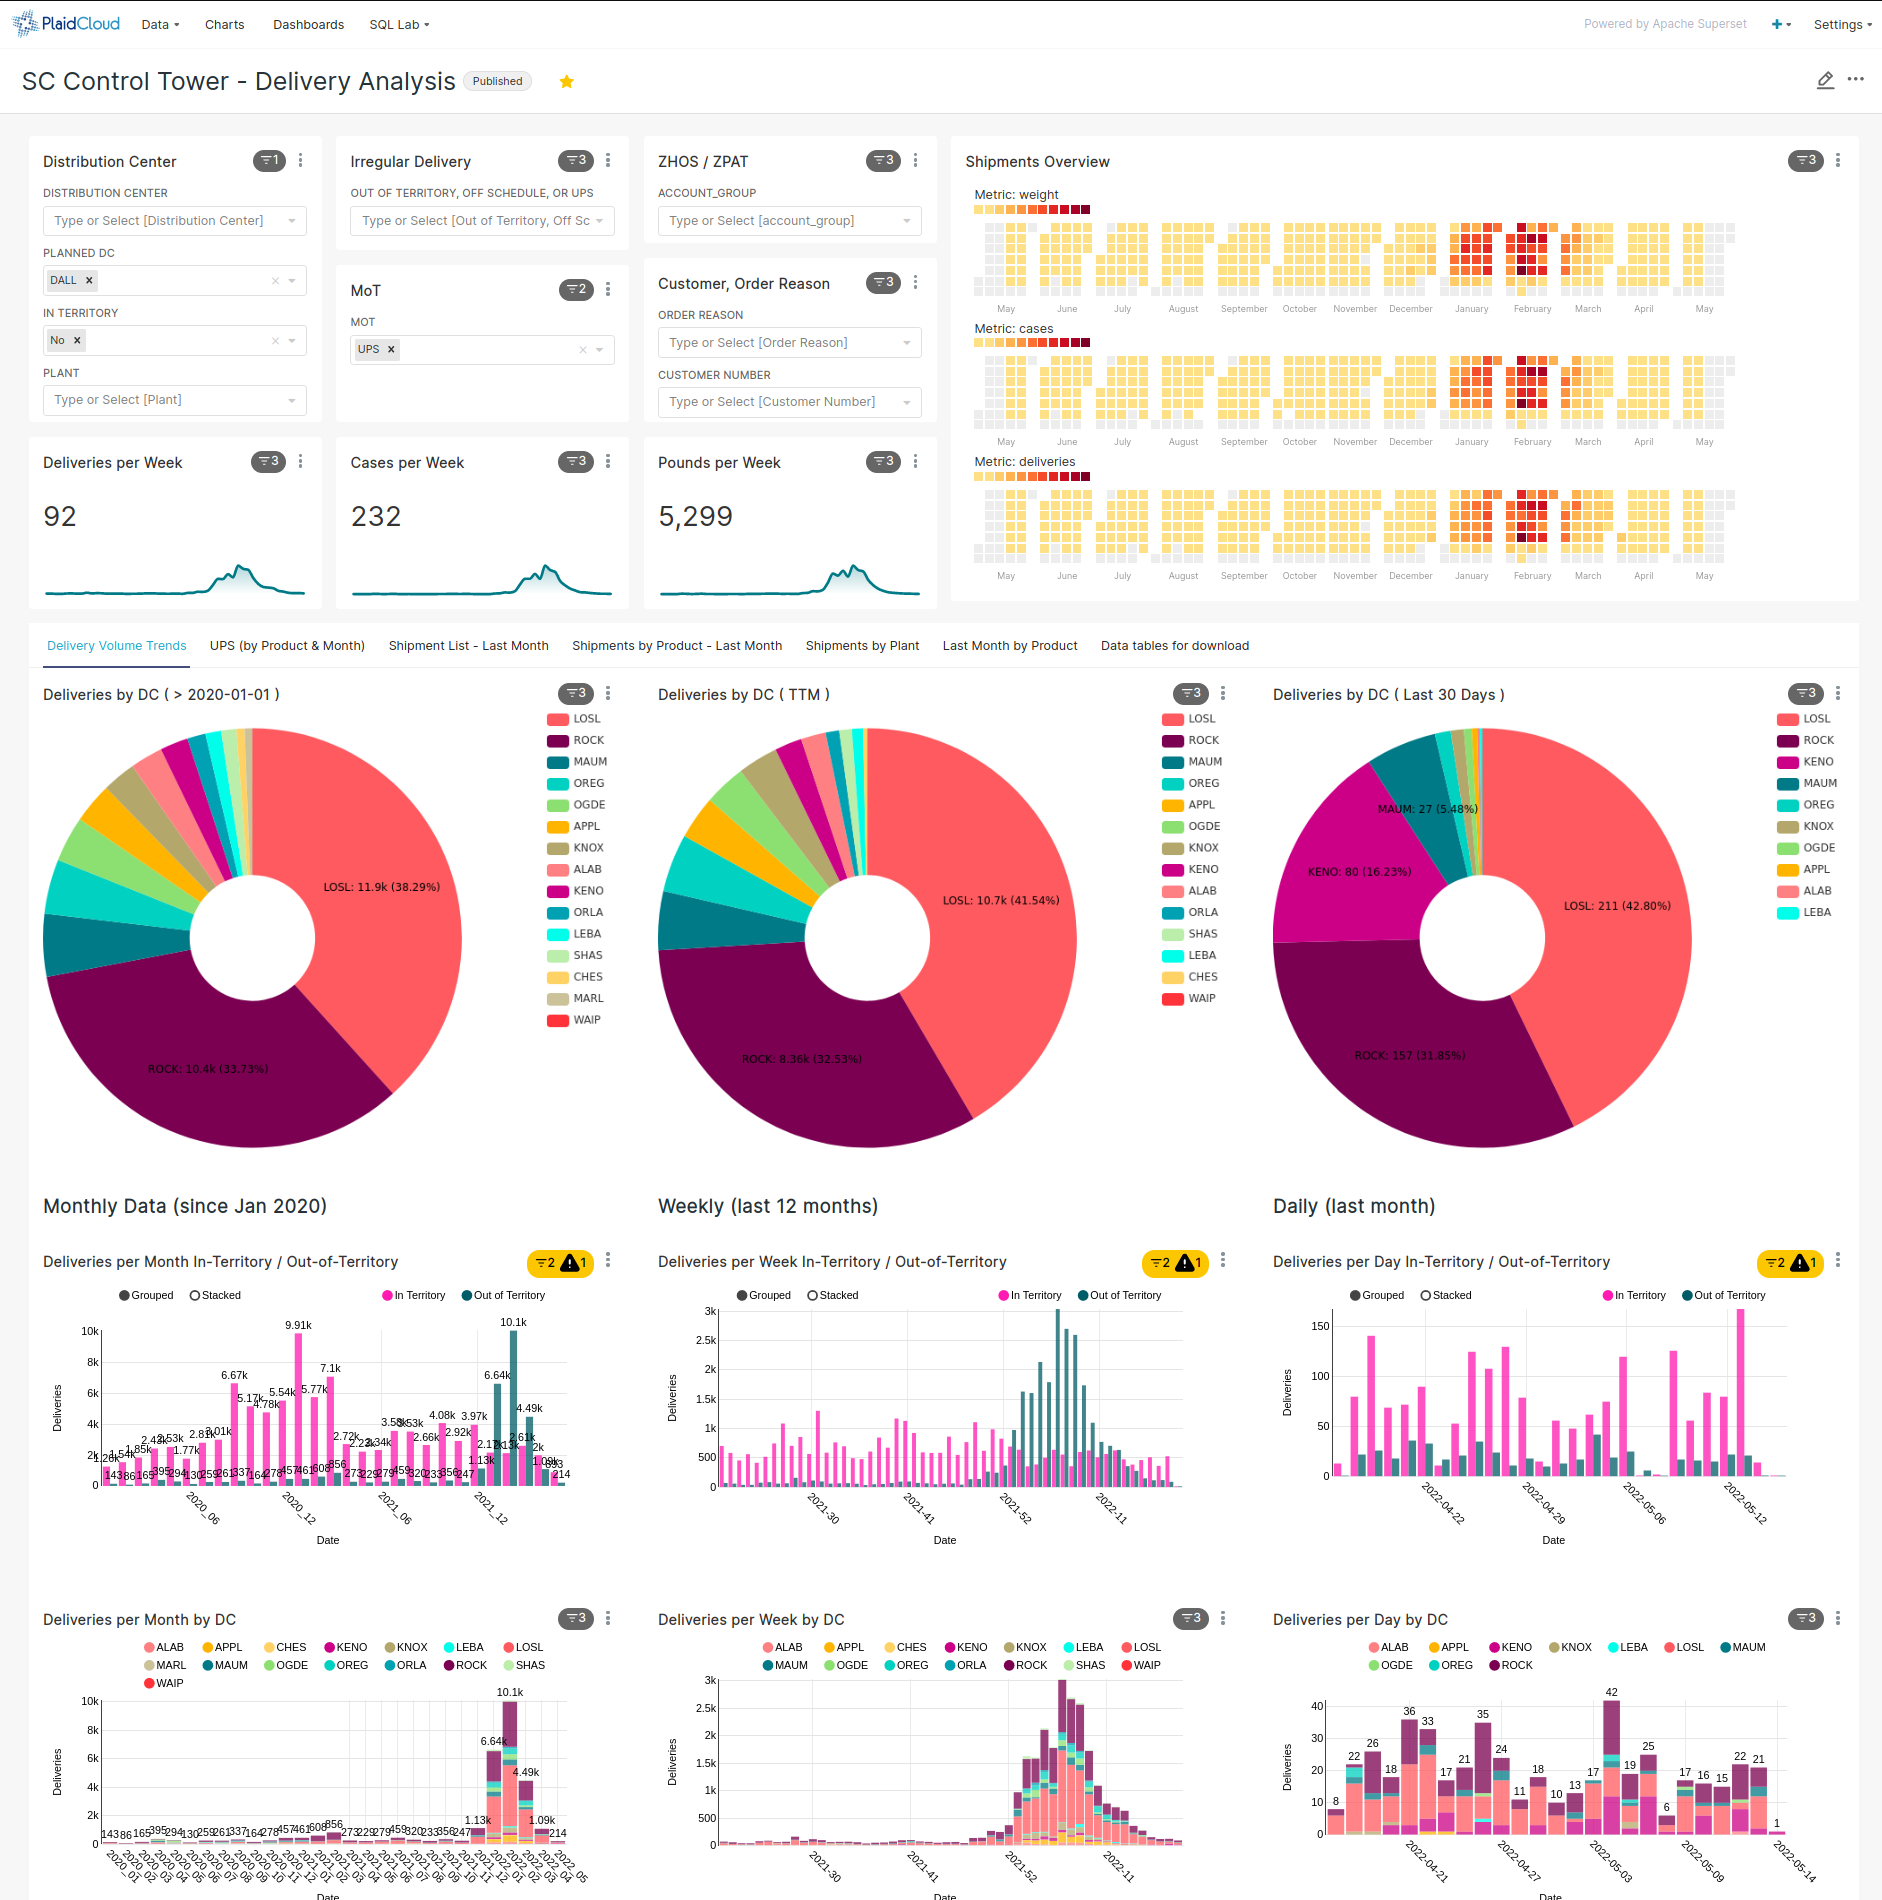 PlaidCloud Data Charts Dashboards SQL Lab Powered by Apache Superset + Settings
SC Control Tower - Delivery Analysis Published
Distribution Center 1
DISTRIBUTION CENTER
Type or Select [Distribution Center]
PLANNED DC
DALL ×
IN TERRITORY
No ×
PLANT
Type or Select [Plant]
Irregular Delivery 3
OUT OF TERRITORY, OFF SCHEDULE, OR UPS
Type or Select [Out of Territory, Off Sc
MoT 2
MOT
UPS ×
ZHOS / ZPAT 3
ACCOUNT_GROUP
Type or Select [account_group]
Customer, Order Reason 3
ORDER REASON
Type or Select [Order Reason]
CUSTOMER NUMBER
Type or Select [Customer Number]
Deliveries per Week 3
92
Cases per Week 3
232
Pounds per Week 3
5,299
Shipments Overview 3
Metric: weight
May June July August September October November December January February March April May
Metric: cases
May June July August September October November December January February March April May
Metric: deliveries
May June July August September October November December January February March April May
Delivery Volume Trends UPS (by Product & Month) Shipment List - Last Month Shipments by Product - Last Month Shipments by Plant Last Month by Product Data tables for download
Deliveries by DC ( > 2020-01-01 ) 3
LOSL
ROCK
MAUM
OREG
OGDE
APPL
KNOX
ALAB
KENO
ORLA
LEBA
SHAS
CHES
MARL
WAIP
LOSL: 11.9k (38.29%)
ROCK: 10.4k (33.73%)
Deliveries by DC ( TTM ) 3
LOSL
ROCK
MAUM
OREG
APPL
OGDE
KNOX
KENO
ALAB
ORLA
SHAS
LEBA
CHES
WAIP
LOSL: 10.7k (41.54%)
ROCK: 8.36k (32.53%)
Deliveries by DC ( Last 30 Days ) 3
LOSL
ROCK
KENO
MAUM
OREG
KNOX
OGDE
APPL
ALAB
LEBA
MAUM: 27 (5.48%)
KENO: 80 (16.23%)
LOSL: 211 (42.80%)
ROCK: 157 (31.85%)
Monthly Data (since Jan 2020)
Weekly (last 12 months)
Daily (last month)
Deliveries per Month In-Territory / Out-of-Territory 2 1
Grouped Stacked In Territory Out of Territory
10k
8k
6k
4k
2k
0
Deliveries
6.67k 5.17k 4.78k 5.54k 9.91k 5.77k 7.1k 2.72k 4.08k 2.92k 3.97k 6.64k 10.1k 4.49k
2.66k 1.77k 1.85k 1.13k 2k 214
143 86 165 395 294 130 259 261 337 164 278 457 461 608 856 273 229 279 459 320 233 356 247
2020_06 2020_12 2021_06 2021_12
Date
Deliveries per Week In-Territory / Out-of-Territory 2 1
Grouped Stacked In Territory Out of Territory
3k
2.5k
2k
1.5k
1k
500
0
Deliveries
2021-30 2021-41 2021-52 2022-11
Date
Deliveries per Day In-Territory / Out-of-Territory 2 1
Grouped Stacked In Territory Out of Territory
150
100
50
0
Deliveries
2022-04-22 2022-04-29 2022-05-06 2022-05-12
Date
Deliveries per Month by DC 3
ALAB APPL CHES KENO KNOX LEBA LOSL
MARL MAUM OGDE OREG ORLA ROCK SHAS
WAIP
10k
8k
6k
4k
2k
0
Deliveries
10.1k
6.64k
4.49k
1.13k 1.09k
143 86 165 395 294 130 259 261 337 164 278 457 461 608 856 273 229 279 459 320 233 356 247 214
2020_01 2020_02 2020_03 2020_04 2020_05 2020_06 2020_07 2020_08 2020_09 2020_10 2020_11 2020_12 2021_01 2021_02 2021_03 2021_04 2021_05 2021_06 2021_07 2021_08 2021_09 2021_10 2021_11 2021_12 2022_01 2022_02 2022_03 2022_04 2022_05
Date
Deliveries per Week by DC 3
ALAB APPL CHES KENO KNOX LEBA LOSL
MAUM OGDE OREG ORLA ROCK SHAS WAIP
3k
2.5k
2k
1.5k
1k
500
0
Deliveries
2021-30 2021-41 2021-52 2022-11
Date
Deliveries per Day by DC 3
ALAB APPL KENO KNOX LEBA LOSL MAUM
OGDE OREG ROCK
40
30
20
10
0
Deliveries
8 22 26 18 36 33 17 21 35 24 11 18 10 13 17 42 19 25 6 17 16 15 22 21 1
2022-04-21 2022-04-27 2022-05-03 2022-05-09 2022-05-14
Date